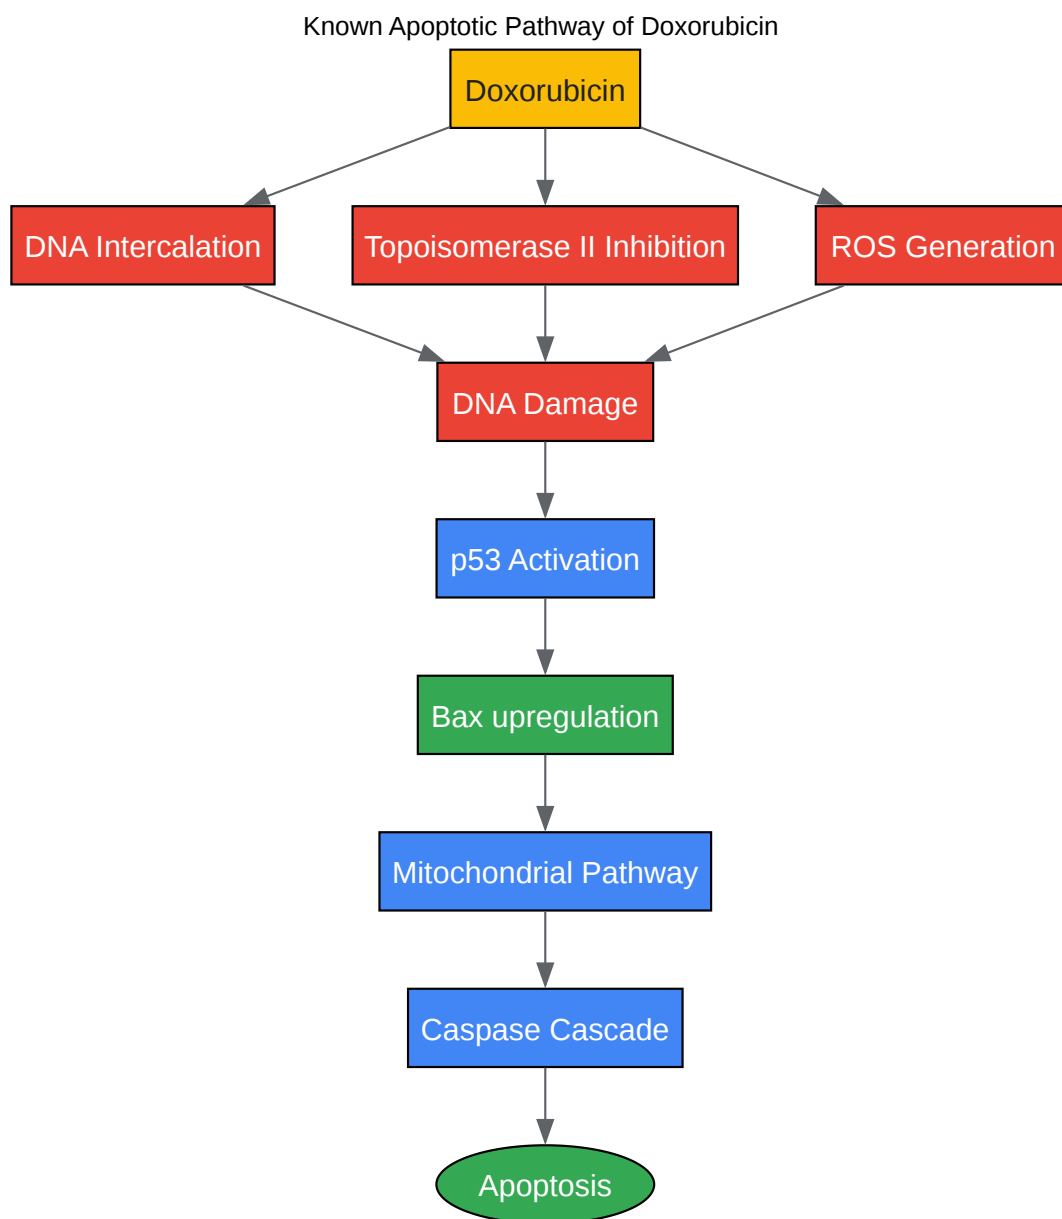 Known Apoptotic Pathway of Doxorubicin
Doxorubicin
DNA Intercalation
Topoisomerase II Inhibition
ROS Generation
DNA Damage
p53 Activation
Bax upregulation
Mitochondrial Pathway
Caspase Cascade
Apoptosis